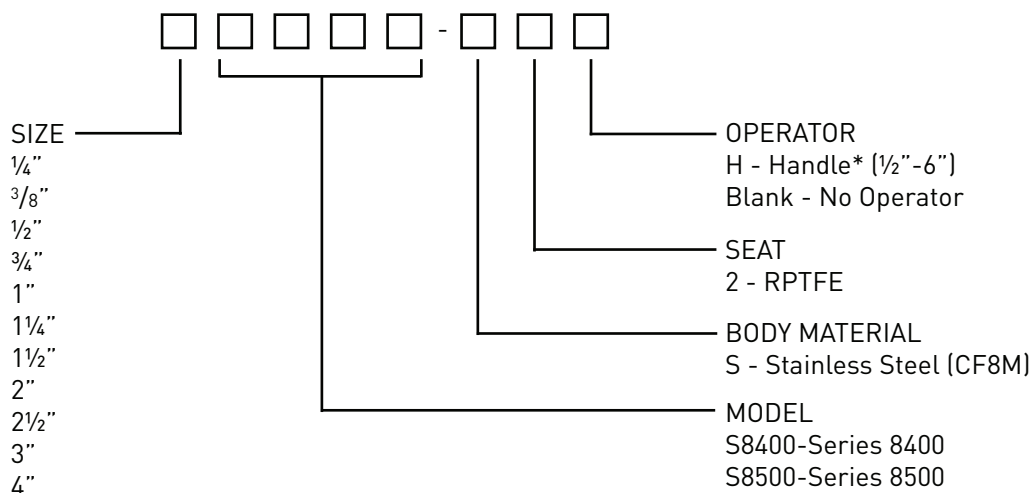 -
SIZE
¼”
3/8”
½”
¾”
1”
1¼”
1½”
2”
2½”
3”
4”
OPERATOR
H - Handle* (½”-6”)
Blank - No Operator
SEAT
2 - RPTFE
BODY MATERIAL
S - Stainless Steel (CF8M)
MODEL
S8400-Series 8400
S8500-Series 8500